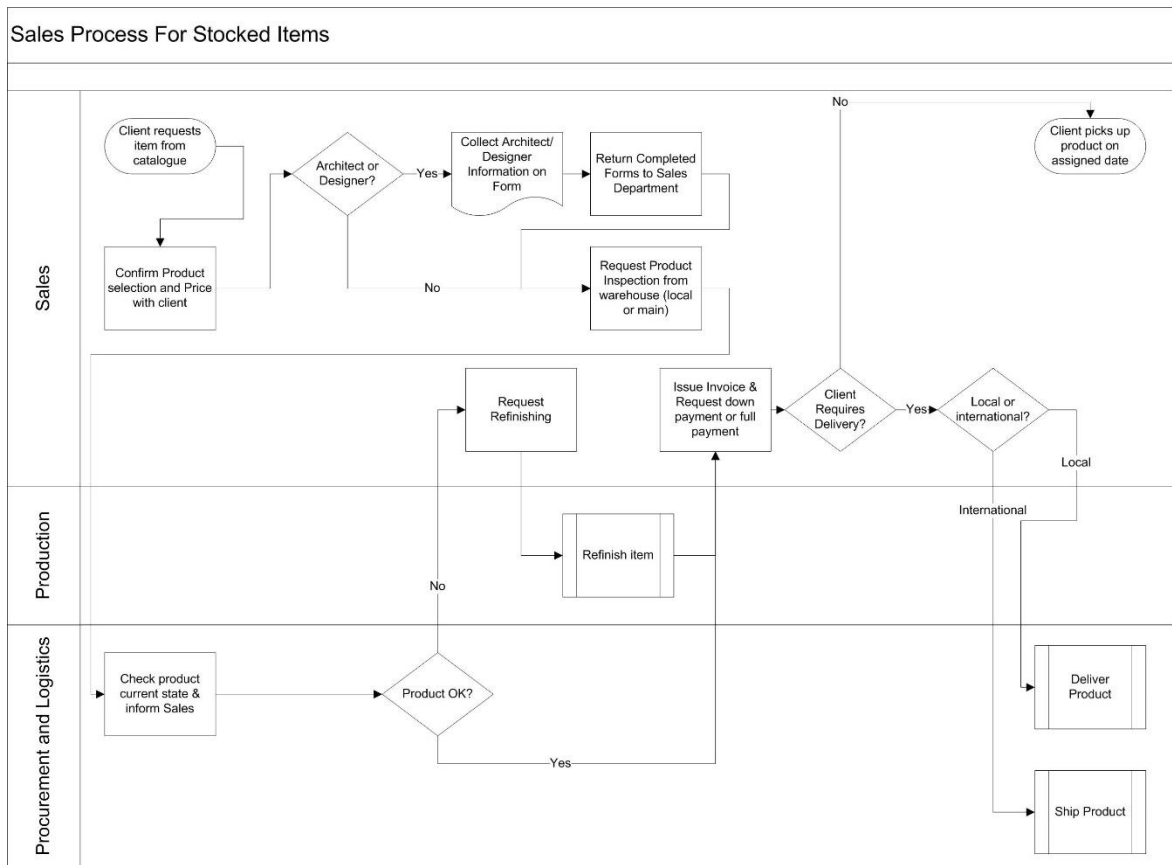 Sales Process For Stocked Items
Sales
Client requests
item from
catalogue
Architect or
Designer?
Yes
Collect Architect/
Designer
Information on
Form
Return Completed
Forms to Sales
Department
No
Client picks up
product on
assigned date
Confirm Product
selection and Price
with client
No
Request Product
Inspection from
warehouse (local
or main)
Request
Refinishing
Issue Invoice &
Request down
payment or full
payment
Client
Requires
Delivery?
Yes
Local or
international?
Local
International
Production
Refinish item
No
Procurement and Logistics
Check product
current state &
inform Sales
Product OK?
Yes
Deliver
Product
Ship Product